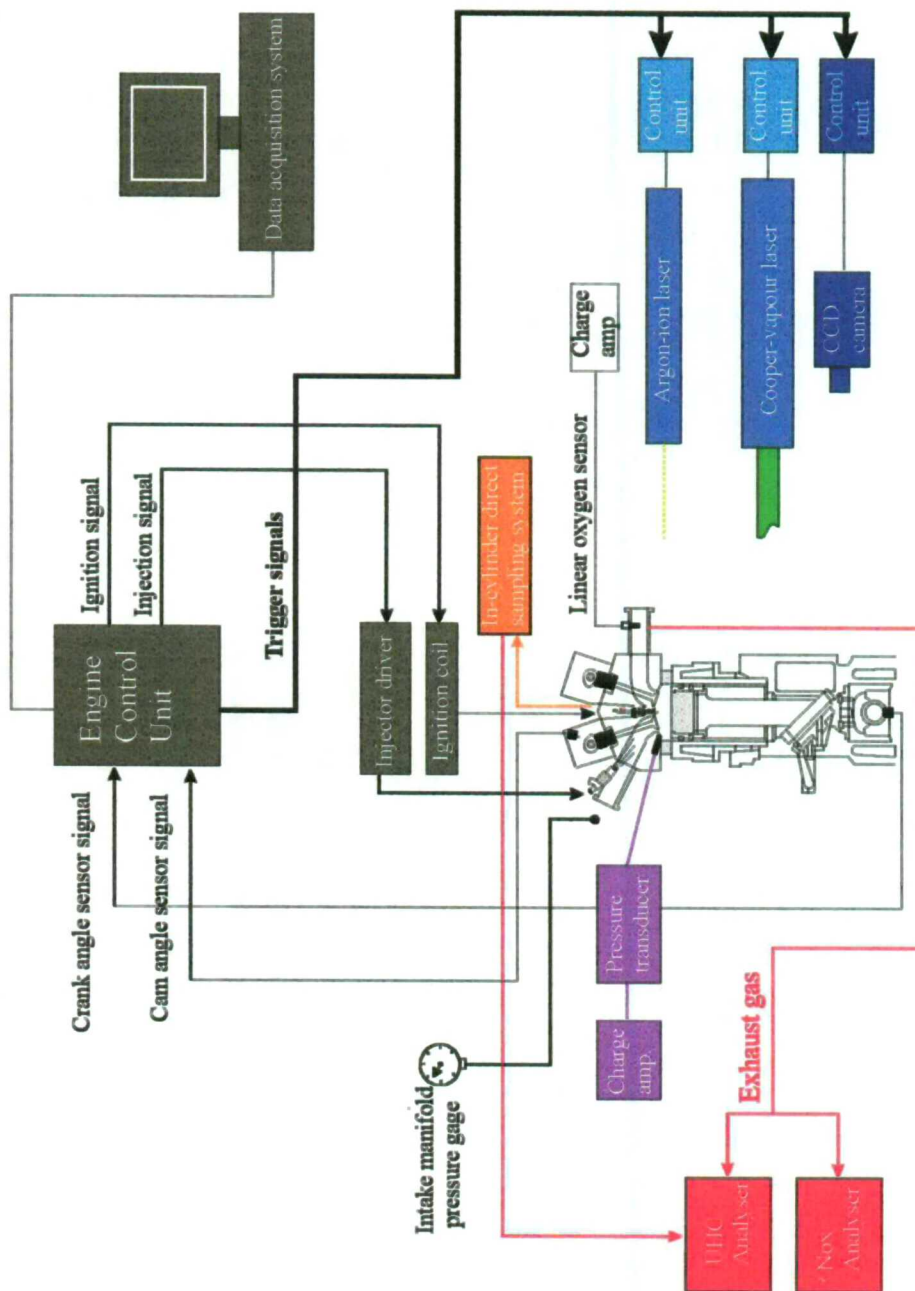 Data acquisition system
Engine
Control
Unit
Crank angle sensor signal
Cam angle sensor signal
Ignition signal
Injection signal
Trigger signals
Injector driver
Ignition coil
In-cylinder direct
sampling system
Intake manifold
pressure gage
Charge
amp.
Pressure
transducer
Linear oxygen sensor
Charge
amp
Argon-ion laser
Control
unit
Cooper-vapour laser
Control
unit
CCD
camera
Control
unit
Exhaust gas
UHC
Analyser
Nox
Analyser